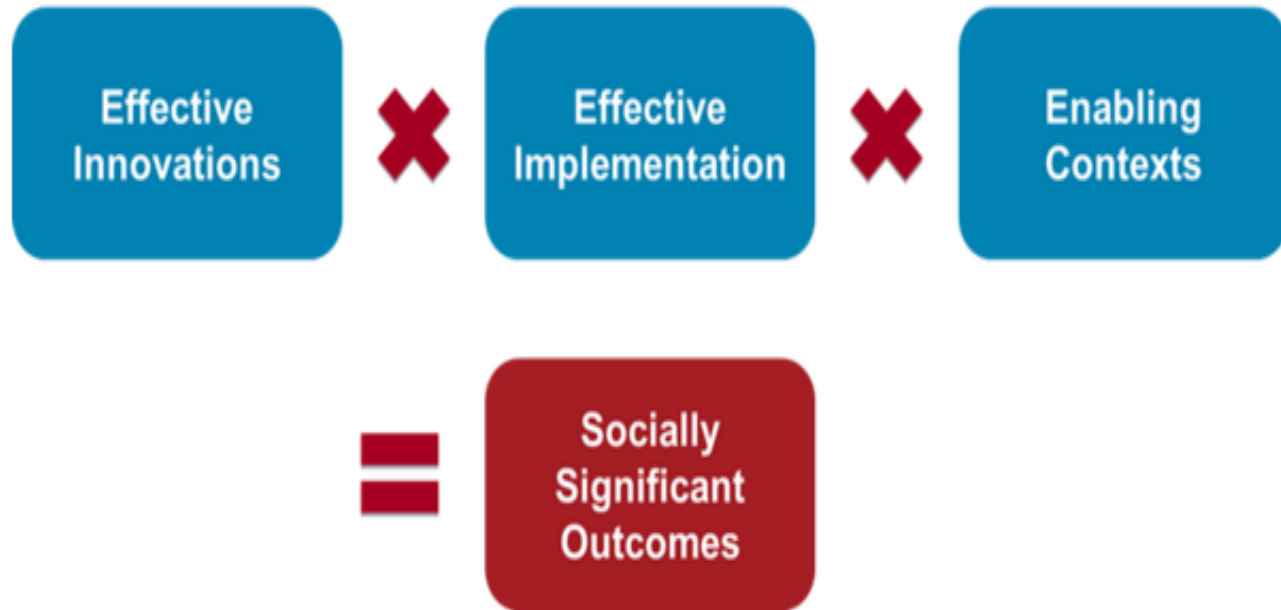 Effective
Innovations
Effective
Implementation
Enabling
Contexts
Socially
Significant
Outcomes